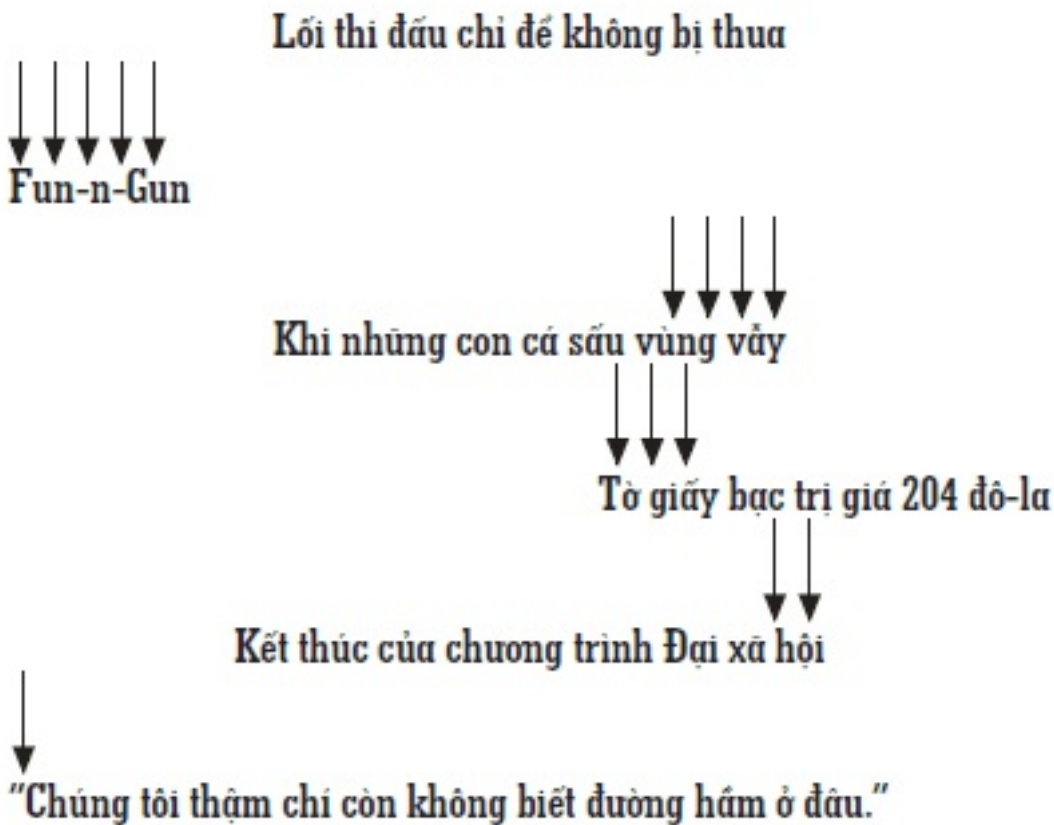 Lối thi đấu chỉ để không bị thua
Fun-n-Gun
Khi những con cá sấu vùng vẫy
Tờ giấy bạc trị giá 204 đô-la
Kết thúc của chương trình Đại xã hội
"Chúng tôi thậm chí còn không biết đường hầm ở đâu."